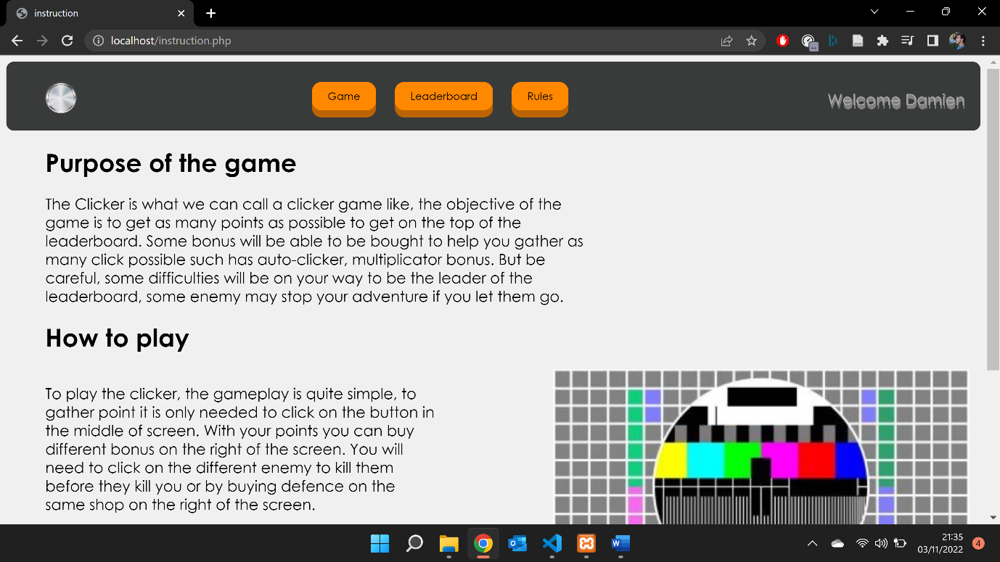 instruction
localhost/instruction.php
Game Leaderboard Rules Welcome Damien
Purpose of the game
The Clicker is what we can call a clicker game like, the objective of the
game is to get as many points as possible to get on the top of the
leaderboard. Some bonus will be able to be bought to help you gather as
many click possible such has auto-clicker, multiplicator bonus. But be
careful, some difficulties will be on your way to be the leader of the
leaderboard, some enemy may stop your adventure if you let them go.
How to play
To play the clicker, the gameplay is quite simple, to
gather point it is only needed to click on the button in
the middle of screen. With your points you can buy
different bonus on the right of the screen. You will
need to click on the different enemy to kill them
before they kill you or by buying defence on the
same shop on the right of the screen.
21:35
03/11/2022
4